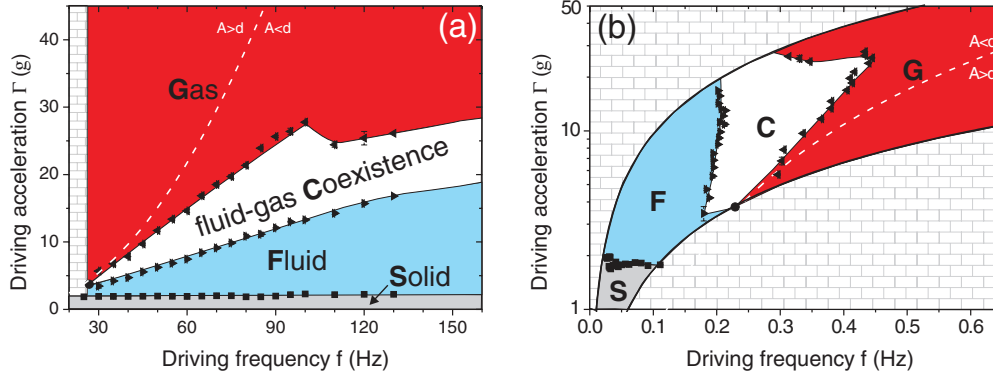 (a)
A>d A<d
Gas
fluid-gas Coexistence
Fluid
Solid
Driving acceleration Γ (g)
40
30
20
10
0
30 60 90 120 150
Driving frequency f (Hz)
(b)
50
10
1
Driving acceleration Γ (g)
A<d
A>d
G
C
F
S
0.0 0.1 0.2 0.3 0.4 0.5 0.6
Driving frequency f (Hz)